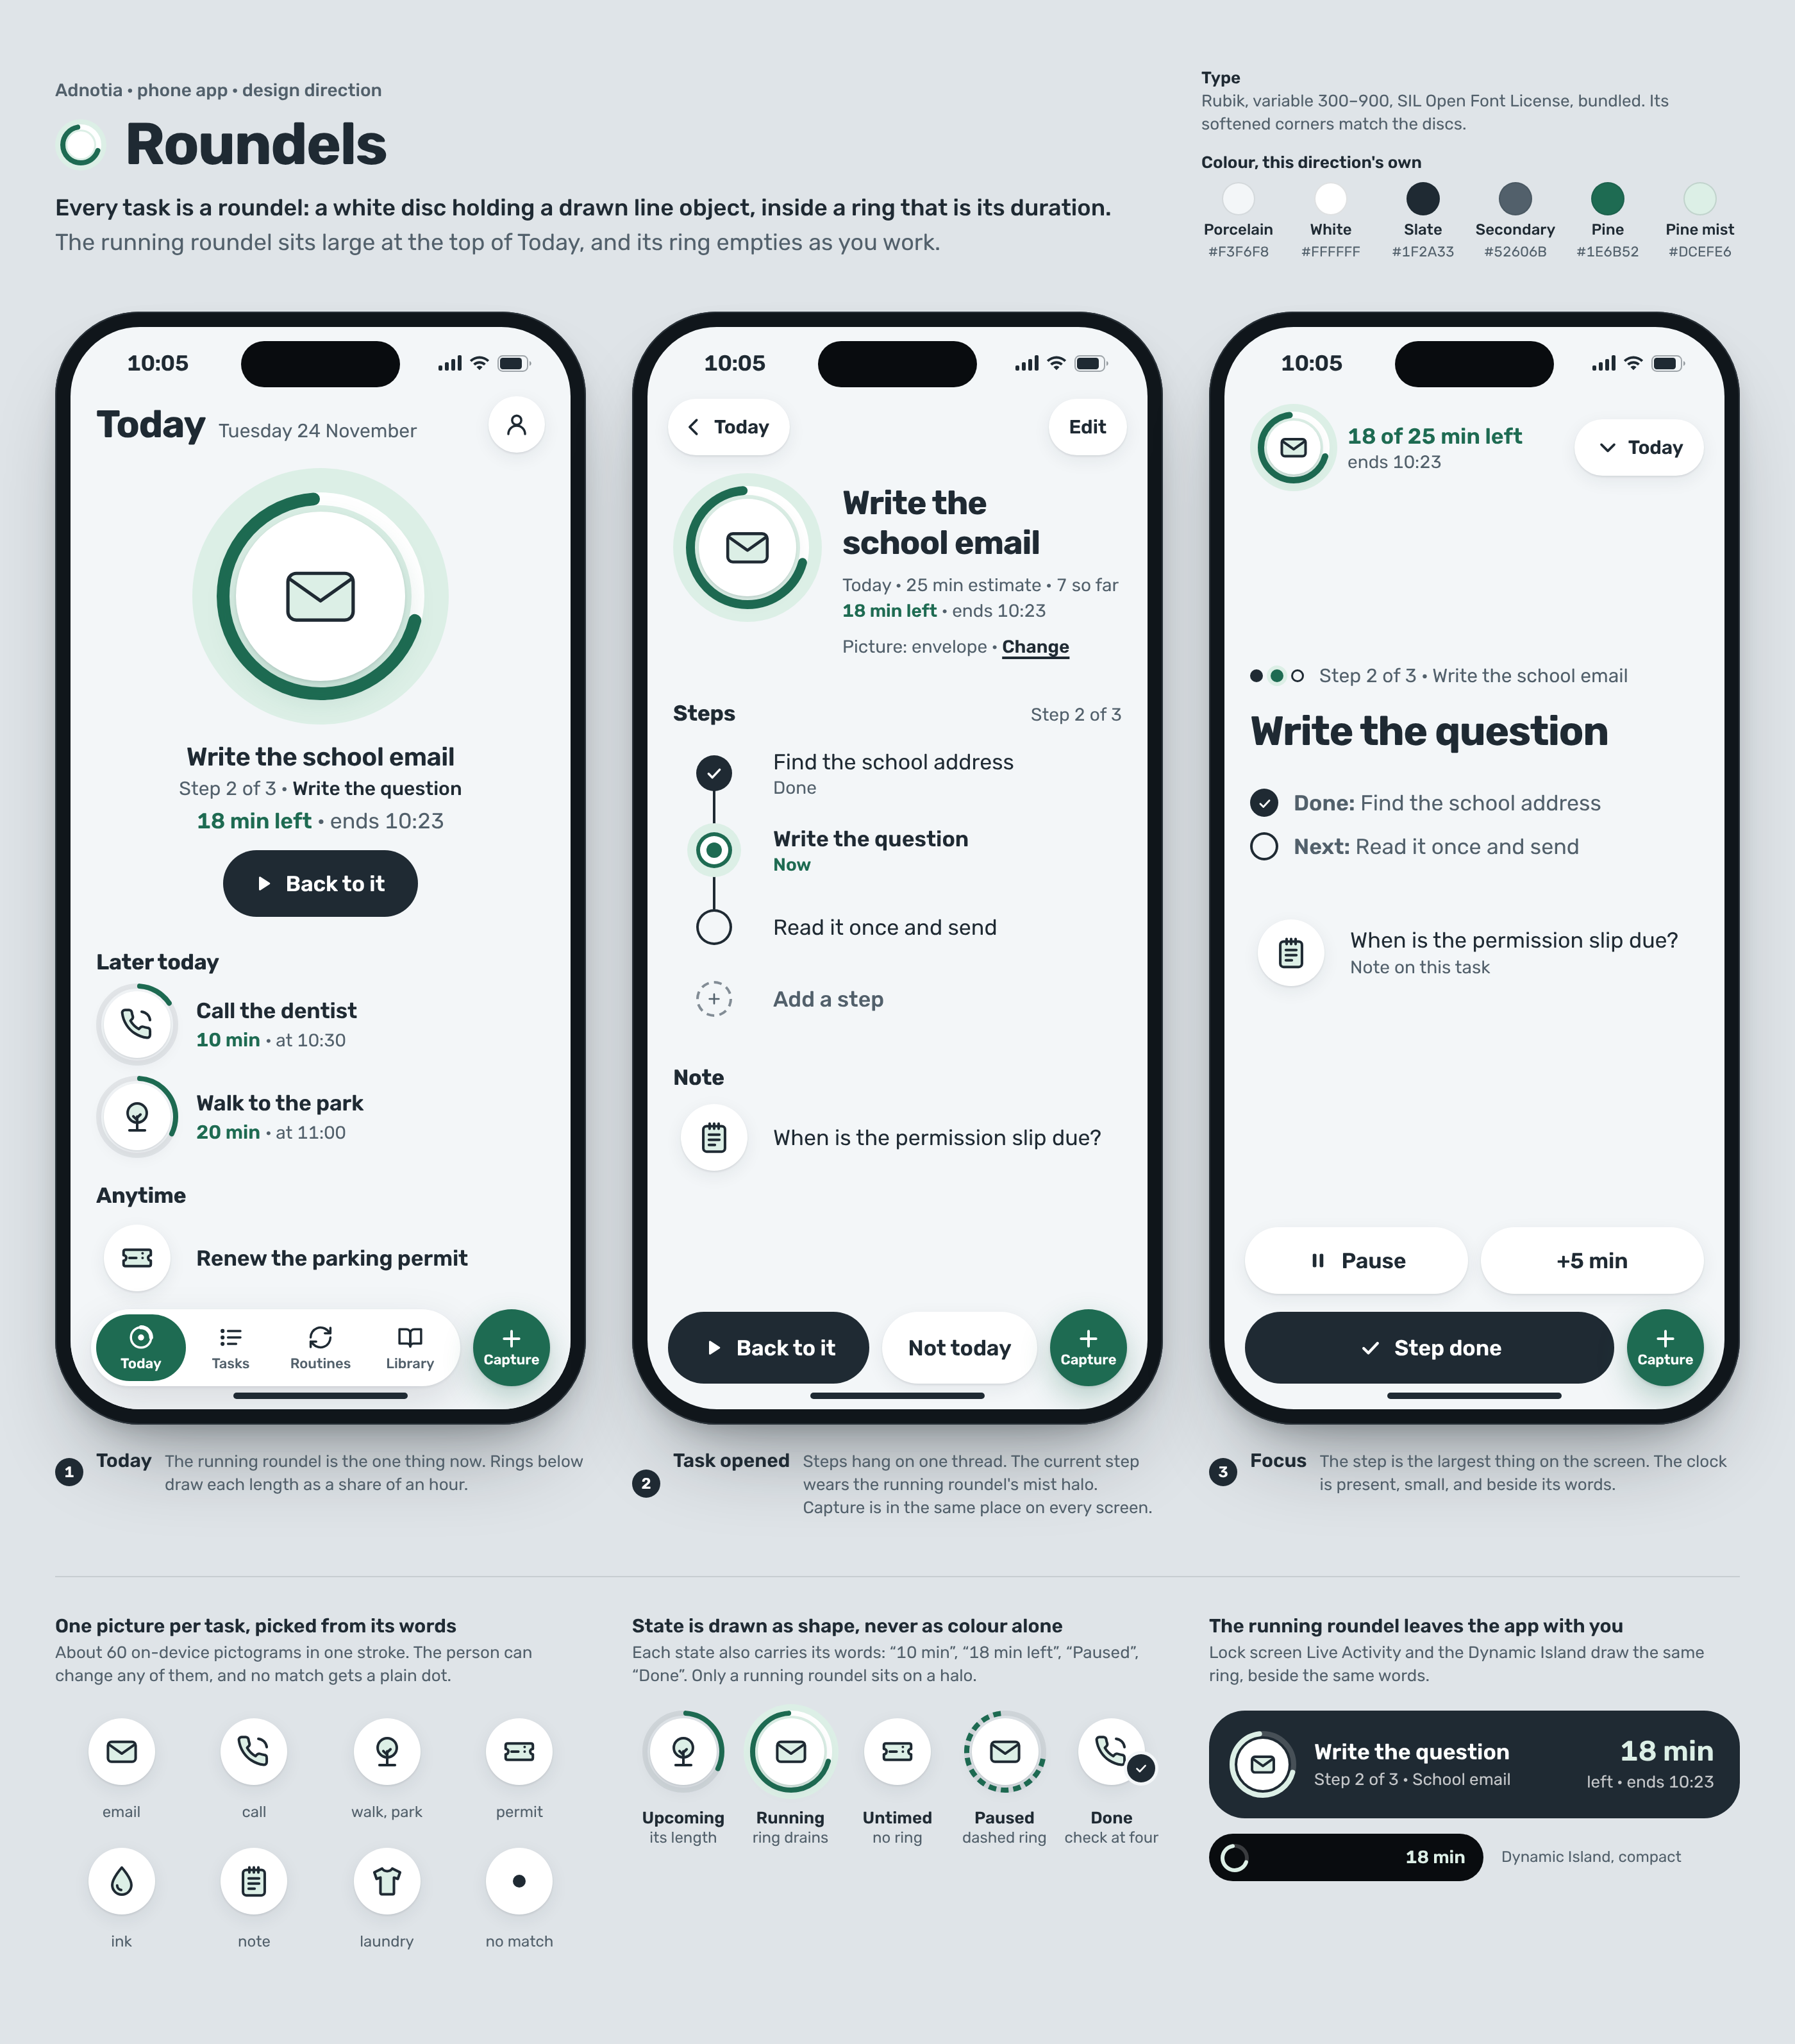 Adnotia • phone app • design direction
Roundels
Every task is a roundel: a white disc holding a drawn line object, inside a ring that is its duration.
The running roundel sits large at the top of Today, and its ring empties as you work.
Type
Rubik, variable 300–900, SIL Open Font License, bundled. Its
softened corners match the discs.
Colour, this direction's own
Porcelain
#F3F6F8
White
#FFFFFF
Slate
#1F2A33
Secondary
#52606B
Pine
#1E6B52
Pine mist
#DCEFE6
10:05
Today Tuesday 24 November
Write the school email
Step 2 of 3 • Write the question
18 min left • ends 10:23
Back to it
Later today
Call the dentist
10 min • at 10:30
Walk to the park
20 min • at 11:00
Anytime
Renew the parking permit
Today
Tasks
Routines
Library
Capture
10:05
Today
Edit
Write the
school email
Today • 25 min estimate • 7 so far
18 min left • ends 10:23
Picture: envelope • Change
Steps
Step 2 of 3
Find the school address
Done
Write the question
Now
Read it once and send
Add a step
Note
When is the permission slip due?
Back to it
Not today
Capture
10:05
18 of 25 min left
ends 10:23
Today
Step 2 of 3 • Write the school email
Write the question
Done: Find the school address
Next: Read it once and send
When is the permission slip due?
Note on this task
Pause
+5 min
Step done
Capture
1 Today The running roundel is the one thing now. Rings below
draw each length as a share of an hour.
2 Task opened Steps hang on one thread. The current step
wears the running roundel's mist halo.
Capture is in the same place on every screen.
3 Focus The step is the largest thing on the screen. The clock
is present, small, and beside its words.
One picture per task, picked from its words
About 60 on-device pictograms in one stroke. The person can
change any of them, and no match gets a plain dot.
email
call
walk, park
permit
ink
note
laundry
no match
State is drawn as shape, never as colour alone
Each state also carries its words: “10 min”, “18 min left”, “Paused”,
“Done”. Only a running roundel sits on a halo.
Upcoming
its length
Running
ring drains
Untimed
no ring
Paused
dashed ring
Done
check at four
The running roundel leaves the app with you
Lock screen Live Activity and the Dynamic Island draw the same
ring, beside the same words.
Write the question
Step 2 of 3 • School email
18 min
left • ends 10:23
18 min
Dynamic Island, compact